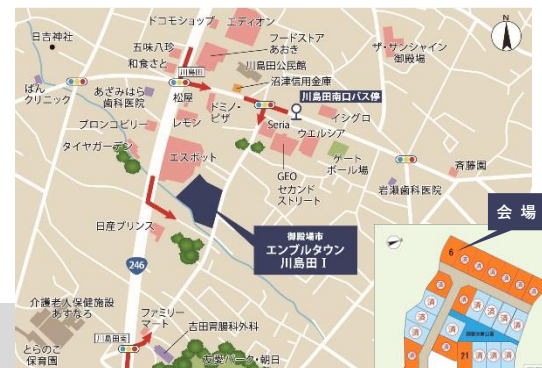 ドコモショップ
エディオン
N
日吉神社
五味八珍
フードストア
あおき
ザ・サンシャイン
御殿場
和食さと
川島田
川島田公民館
ばん
クリニック
あざみはら
歯科医院
松屋
沼津信用金庫
川島田南口バス停
ドミノ・
ピザ
イシグロ
ブロンコビリー
レモン
Seria
ウエルシア
タイヤガーデン
エスポット
ゲート
ボール場
斉藤園
GEO
セカンド
ストリート
岩瀬歯科医院
会場
日産プリンス
御殿場市
エンブルタウン
川島田Ⅰ
6
済
246
介護老人保健施設
あすなろ
ファミリー
マート
吉田胃腸科外科
川島田南
とらのこ
保育園
21